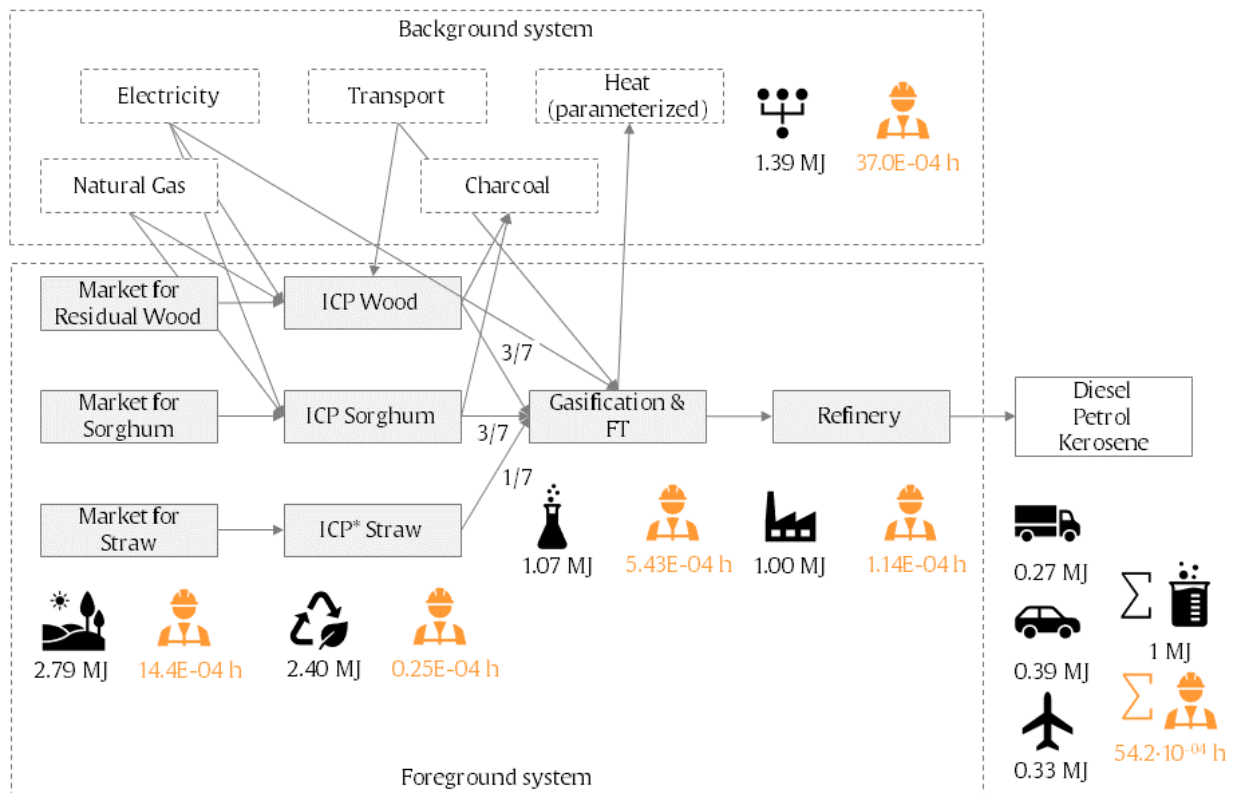 Background system
Electricity
Transport
Heat
(parameterized)
1.39 MJ
37.0E-04 h
Natural Gas
Charcoal
Market for
Residual Wood
ICP Wood
3/7
Market for
Sorghum
ICP Sorghum
3/7
Gasification &
FT
Refinery
Diesel
Petrol
Kerosene
1/7
Market for
Straw
ICP* Straw
1.07 MJ
5.43E-04 h
1.00 MJ
1.14E-04 h
2.79 MJ
14.4E-04 h
2.40 MJ
0.25E-04 h
0.27 MJ
∑
1 MJ
0.39 MJ
∑
54.2·10⁻⁰⁴ h
0.33 MJ
Foreground system